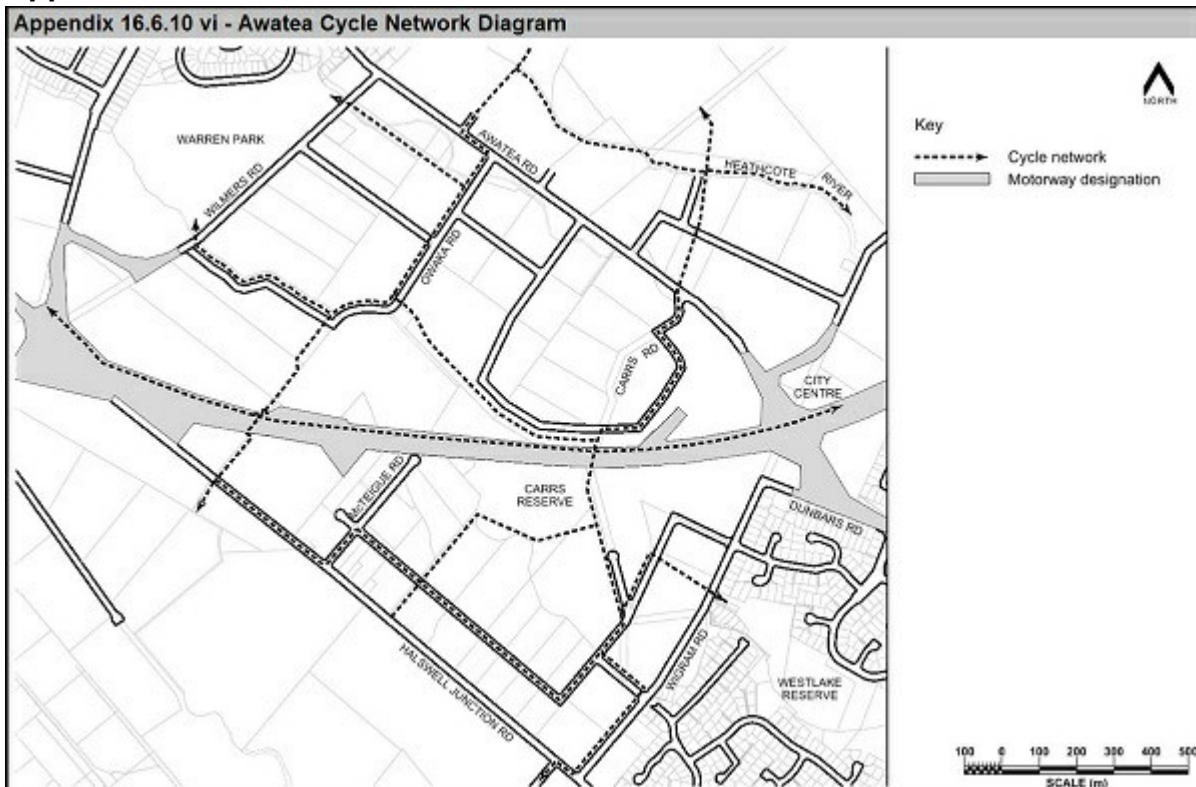 Appendix 16.6.10 vi - Awatea Cycle Network Diagram
NORTH
Key
Cycle network
Motorway designation
WARREN PARK
AWATEA RD
HEATHCOTE
RIVER
WILMERS RD
OWAKA RD
CARRS RD
CITY
CENTRE
McTEIGUE RD
CARRS
RESERVE
DUNBARS RD
WIGRAM RD
HALSWELL JUNCTION RD
WESTLAKE
RESERVE
100 0 100 200 300 400 500
SCALE (m)